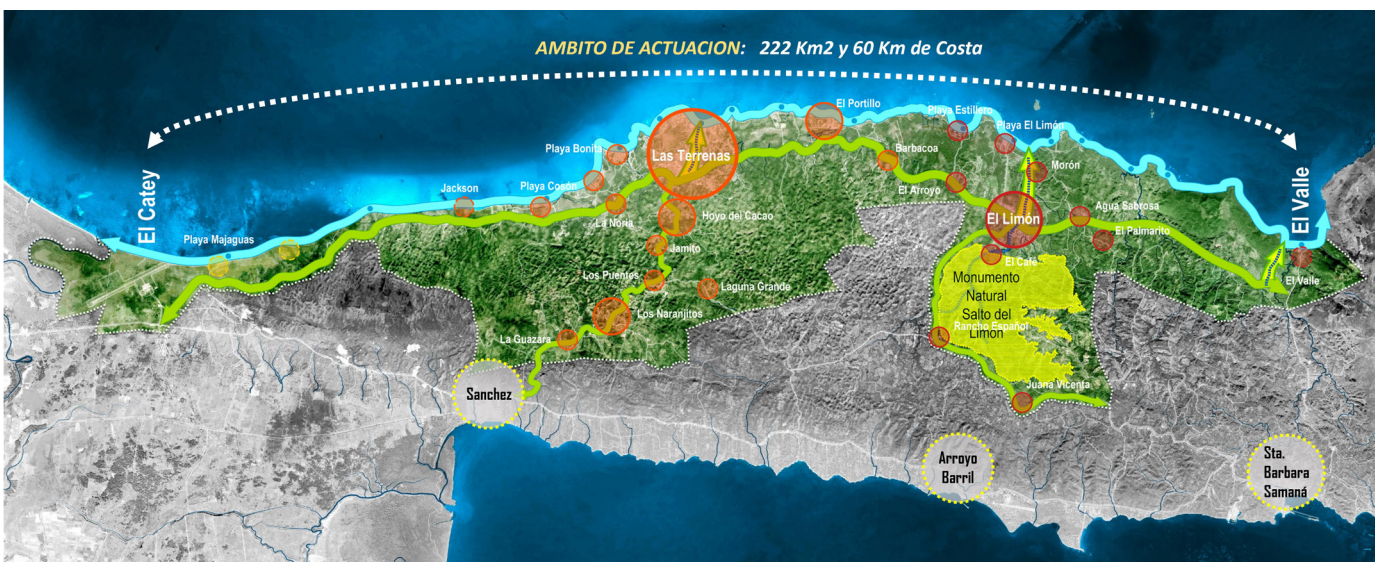 AMBITO DE ACTUACION: 222 Km2 y 60 Km de Costa
El Catey
Playa Majaguas
Jackson
Playa Cosón
Playa Bonita
La Noria
Las Terrenas
Hoyo del Cacao
Jamito
Los Puentes
Laguna Grande
Los Naranjitos
La Guazara
Sanchez
El Portillo
Barbacoa
Playa Estillero
Playa El Limón
El Arroyo
Morón
El Limón
Agua Sabrosa
El Palmarito
El Café
Monumento
Natural
Salto del
Limón
Rancho Español
Juana Vicenta
El Valle
El Valle
Arroyo
Barril
Sta.
Barbara
Samaná